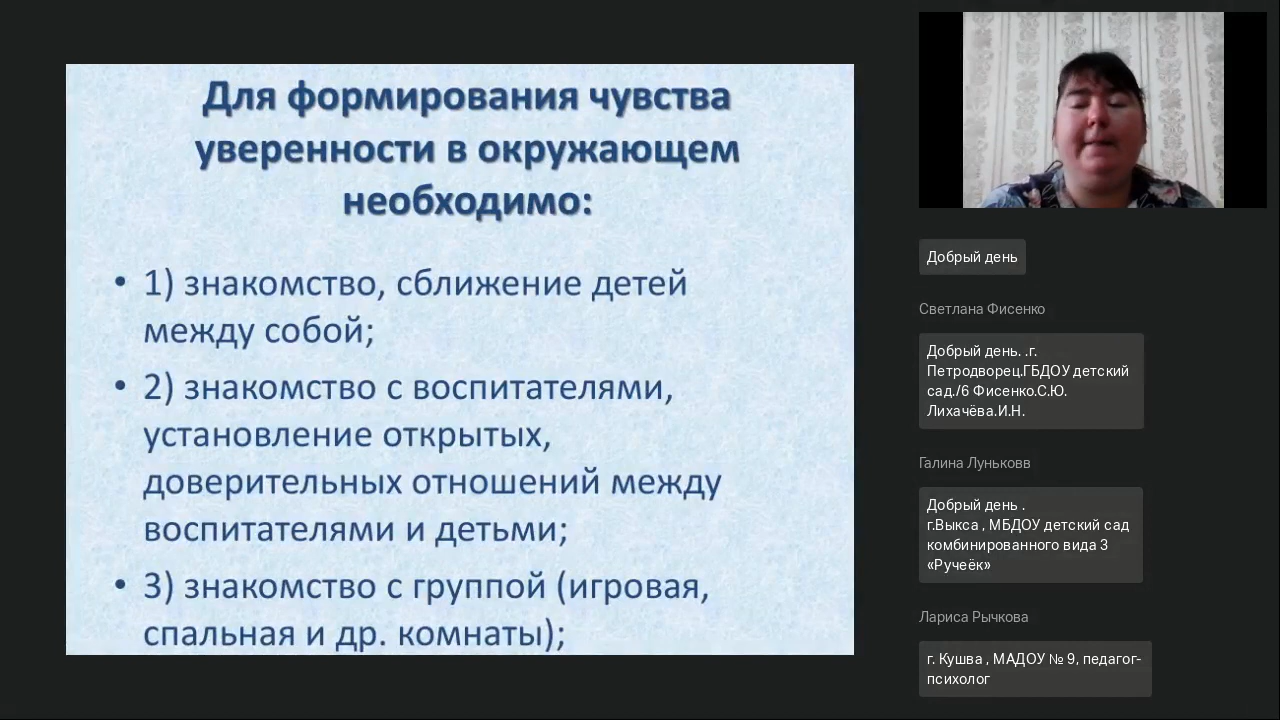 Для формирования чувства
уверенности в окружающем
необходимо:
• 1) знакомство, сближение детей
между собой;
• 2) знакомство с воспитателями,
установление открытых,
доверительных отношений между
воспитателями и детьми;
• 3) знакомство с группой (игровая,
спальная и др. комнаты);
Добрый день
Светлана Фисенко
Добрый день. .г.
Петродворец.ГБДОУ детский
сад./6 Фисенко.С.Ю.
Лихачёва.И.Н.
Галина Луньковв
Добрый день .
г.Выкса , МБДОУ детский сад
комбинированного вида 3
«Ручеёк»
Лариса Рычкова
г. Кушва , МАДОУ № 9, педагог-
психолог